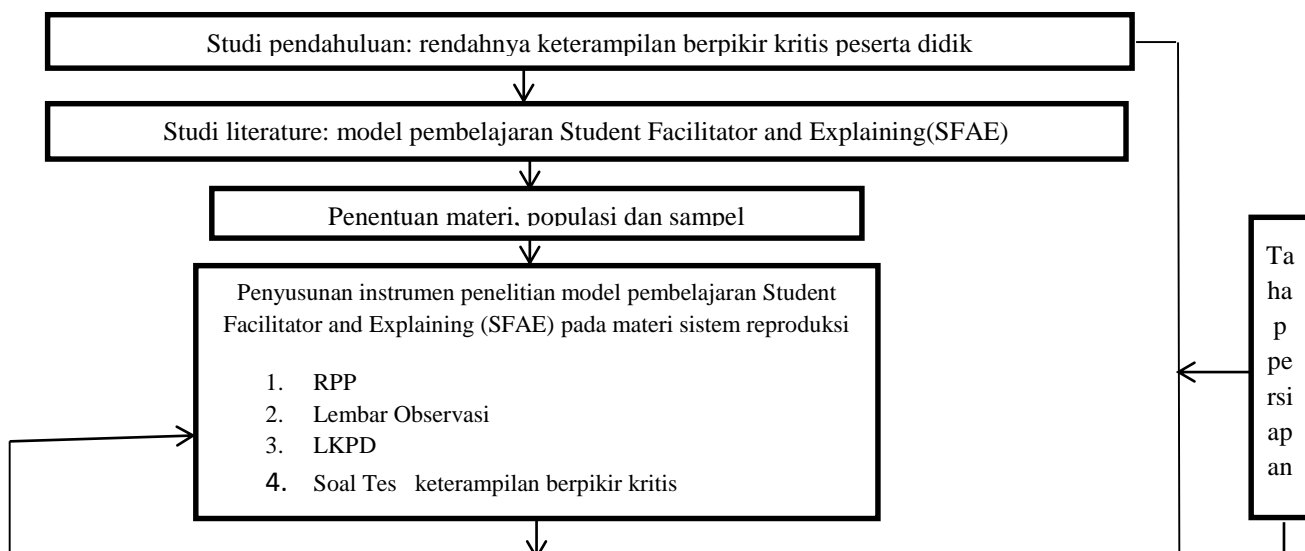 Studi pendahuluan: rendahnya keterampilan berpikir kritis peserta didik
Studi literature: model pembelajaran Student Facilitator and Explaining(SFAE)
Penentuan materi, populasi dan sampel
Penyusunan instrumen penelitian model pembelajaran Student
Facilitator and Explaining (SFAE) pada materi sistem reproduksi
1. RPP
2. Lembar Observasi
3. LKPD
4. Soal Tes keterampilan berpikir kritis
Ta
ha
p
pe
rsi
ap
an